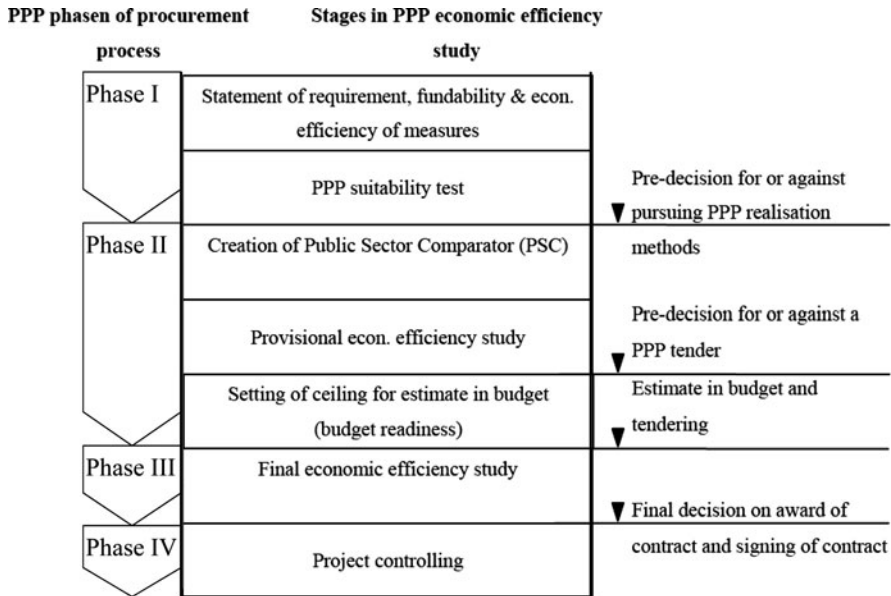 PPP phasen of procurement
process
Stages in PPP economic efficiency
study
Phase I
Statement of requirement, fundability & econ.
efficiency of measures
PPP suitability test
Pre-decision for or against
pursuing PPP realisation
methods
Phase II
Creation of Public Sector Comparator (PSC)
Provisional econ. efficiency study
Pre-decision for or against a
PPP tender
Setting of ceiling for estimate in budget
(budget readiness)
Estimate in budget and
tendering
Phase III
Final economic efficiency study
Final decision on award of
contract and signing of contract
Phase IV
Project controlling